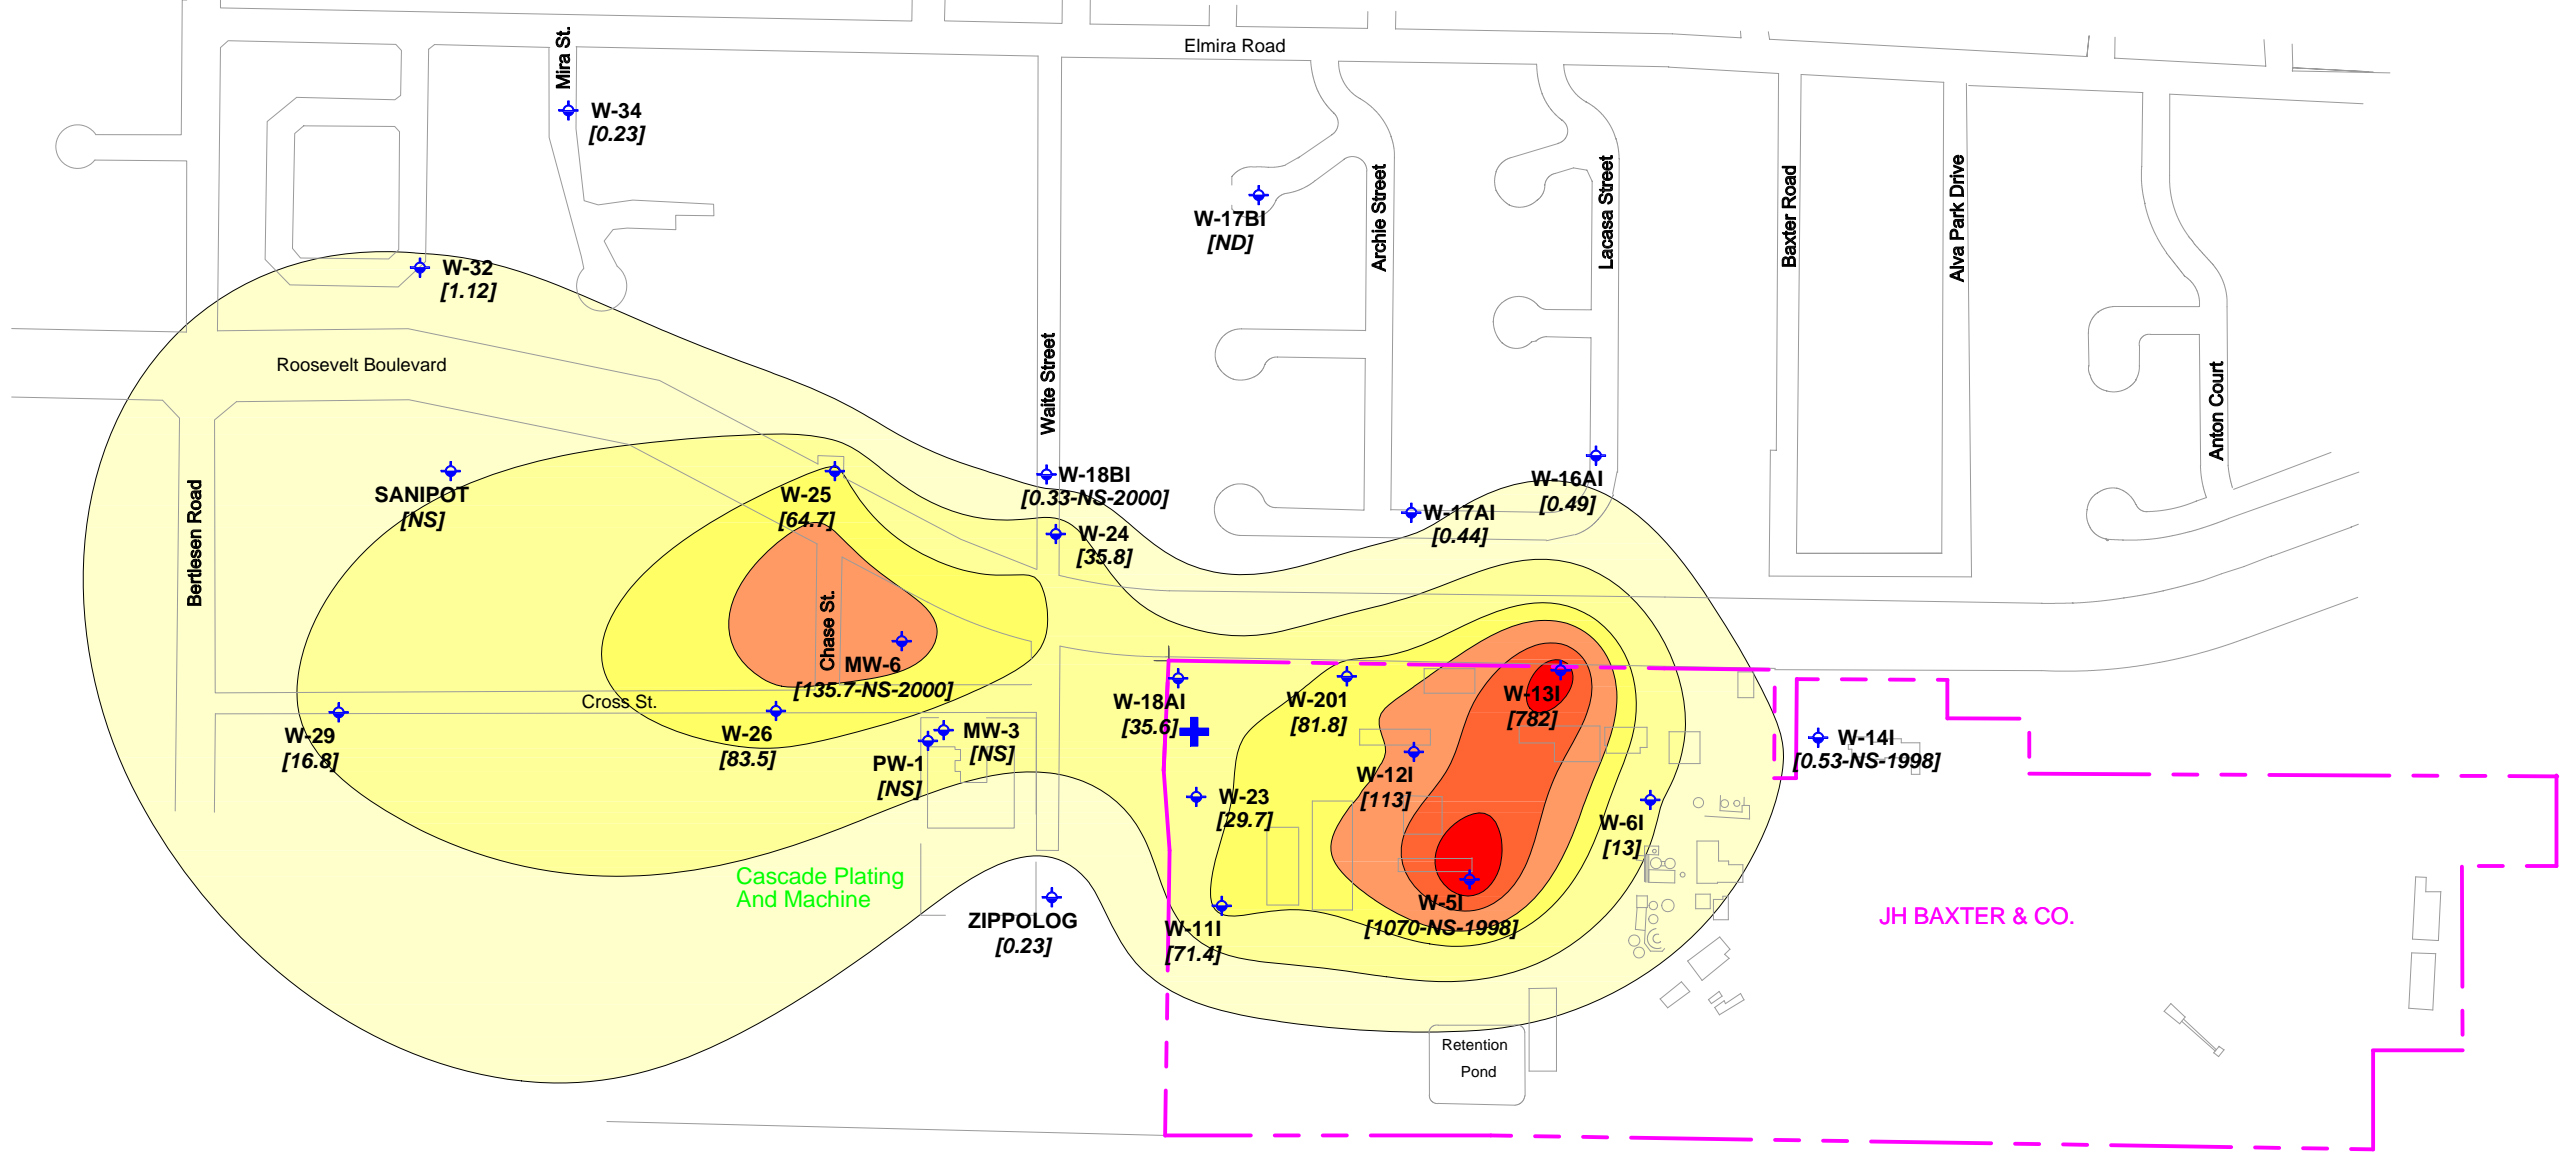 Elmira Road
Mira St.
W-34
[0.23]
W-17BI
[ND]
Archie Street
Lacasa Street
Baxter Road
Alva Park Drive
W-32
[1.12]
Roosevelt Boulevard
Waite Street
Anton Court
SANIPOT
[NS]
W-25
[64.7]
W-18BI
[0.33-NS-2000]
W-24
[35.8]
W-17AI
[0.44]
W-16AI
[0.49]
Bertlesen Road
Chase St.
MW-6
[135.7-NS-2000]
Cross St.
W-29
[16.8]
W-26
[83.5]
PW-1
[NS]
MW-3
[NS]
W-18AI
[35.6]
W-201
[81.8]
W-13I
[782]
W-12I
[113]
W-14I
[0.53-NS-1998]
W-23
[29.7]
W-6I
[13]
Cascade Plating
And Machine
ZIPPOLOG
[0.23]
W-11I
[71.4]
W-5I
[1070-NS-1998]
JH BAXTER & CO.
Retention
Pond